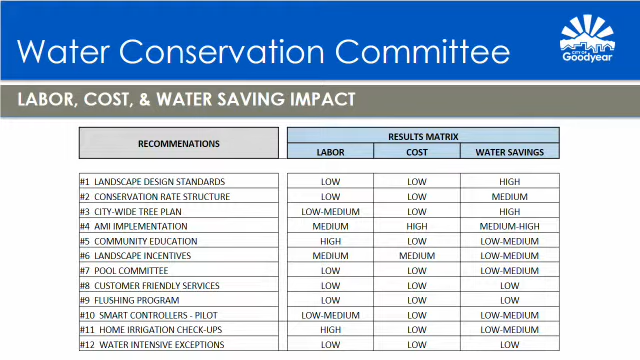 Water Conservation Committee
CITY OF
Goodyear
LABOR, COST, & WATER SAVING IMPACT
RECOMMENATIONS
RESULTS MATRIX
LABOR COST WATER SAVINGS
#1 LANDSCAPE DESIGN STANDARDS LOW LOW HIGH
#2 CONSERVATION RATE STRUCTURE LOW LOW MEDIUM
#3 CITY-WIDE TREE PLAN LOW-MEDIUM LOW HIGH
#4 AMI IMPLEMENTATION MEDIUM HIGH MEDIUM-HIGH
#5 COMMUNITY EDUCATION HIGH LOW LOW-MEDIUM
#6 LANDSCAPE INCENTIVES MEDIUM MEDIUM LOW-MEDIUM
#7 POOL COMMITTEE LOW LOW LOW-MEDIUM
#8 CUSTOMER FRIENDLY SERVICES LOW LOW LOW
#9 FLUSHING PROGRAM LOW LOW LOW
#10 SMART CONTROLLERS - PILOT LOW-MEDIUM LOW LOW-MEDIUM
#11 HOME IRRIGATION CHECK-UPS HIGH LOW LOW-MEDIUM
#12 WATER INTENSIVE EXCEPTIONS LOW LOW LOW